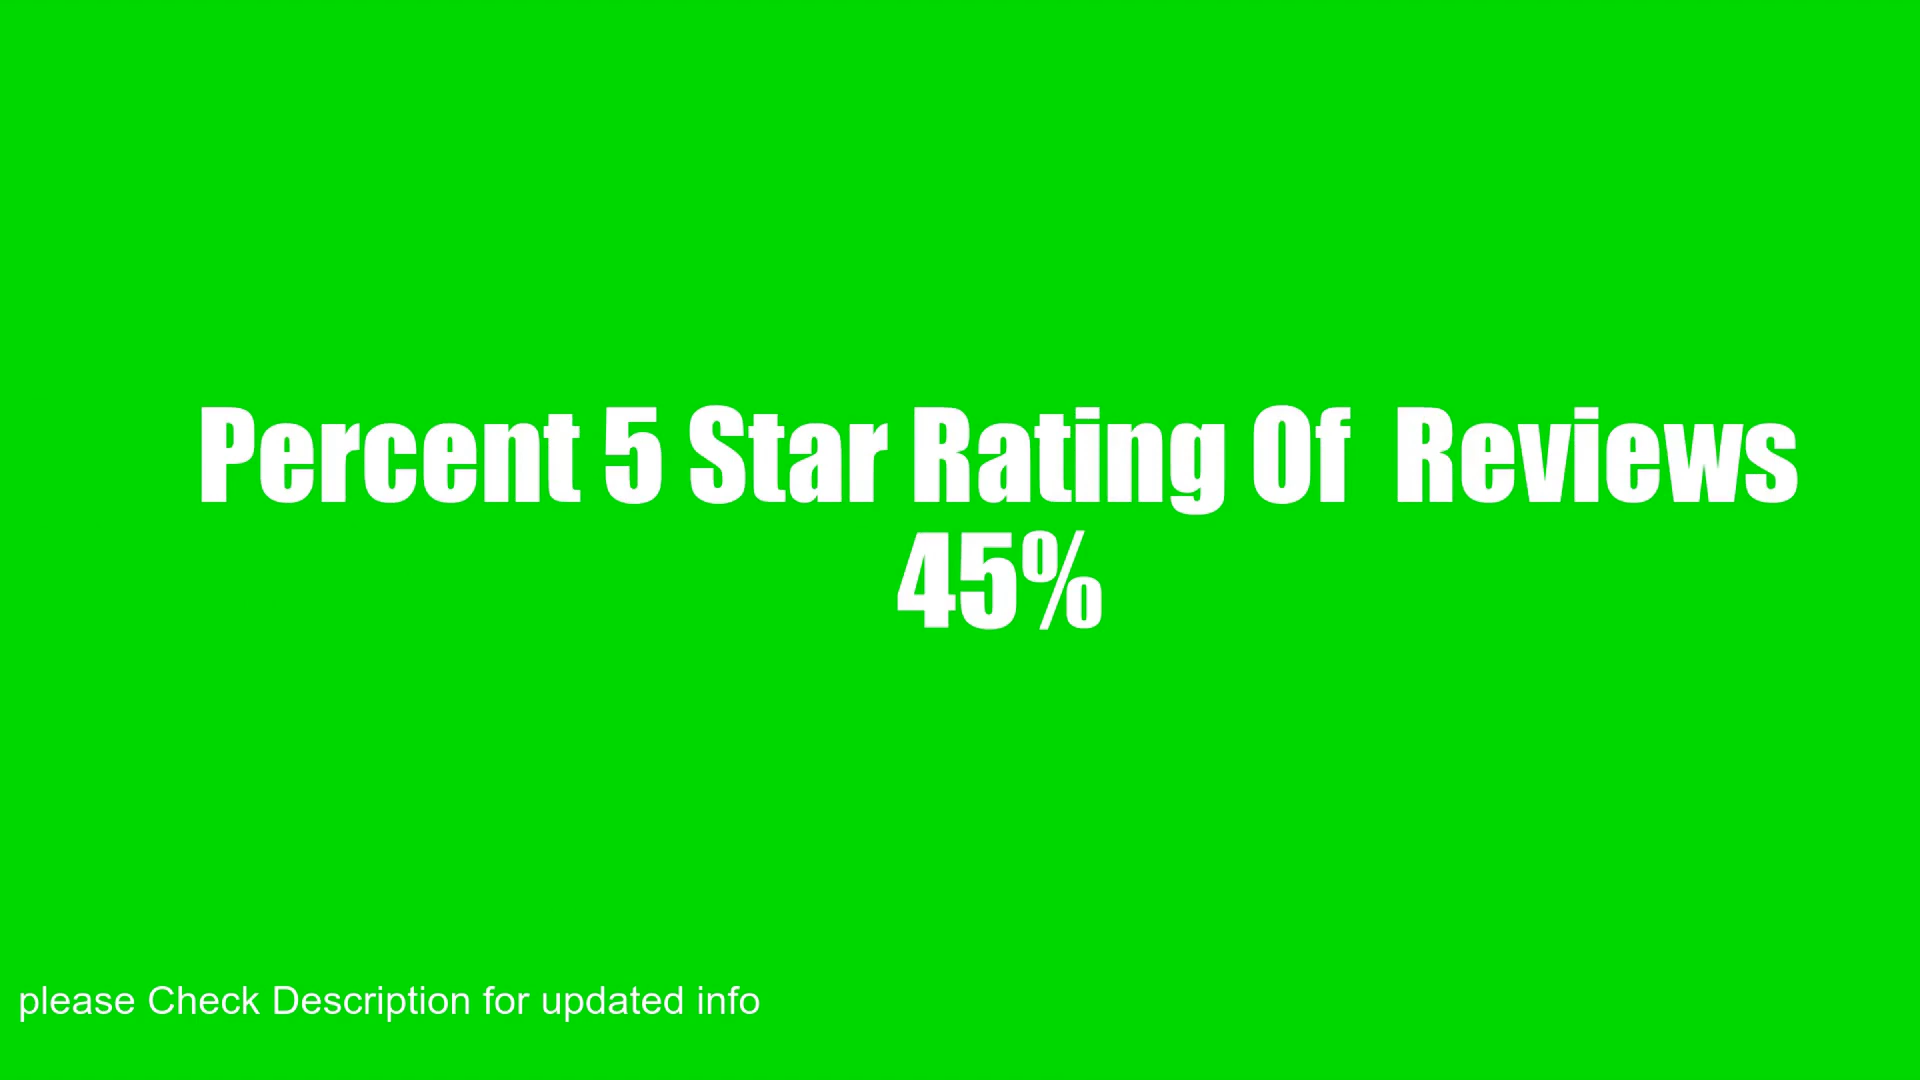 Percent 5 Star Rating Of Reviews
45%
please Check Description for updated info